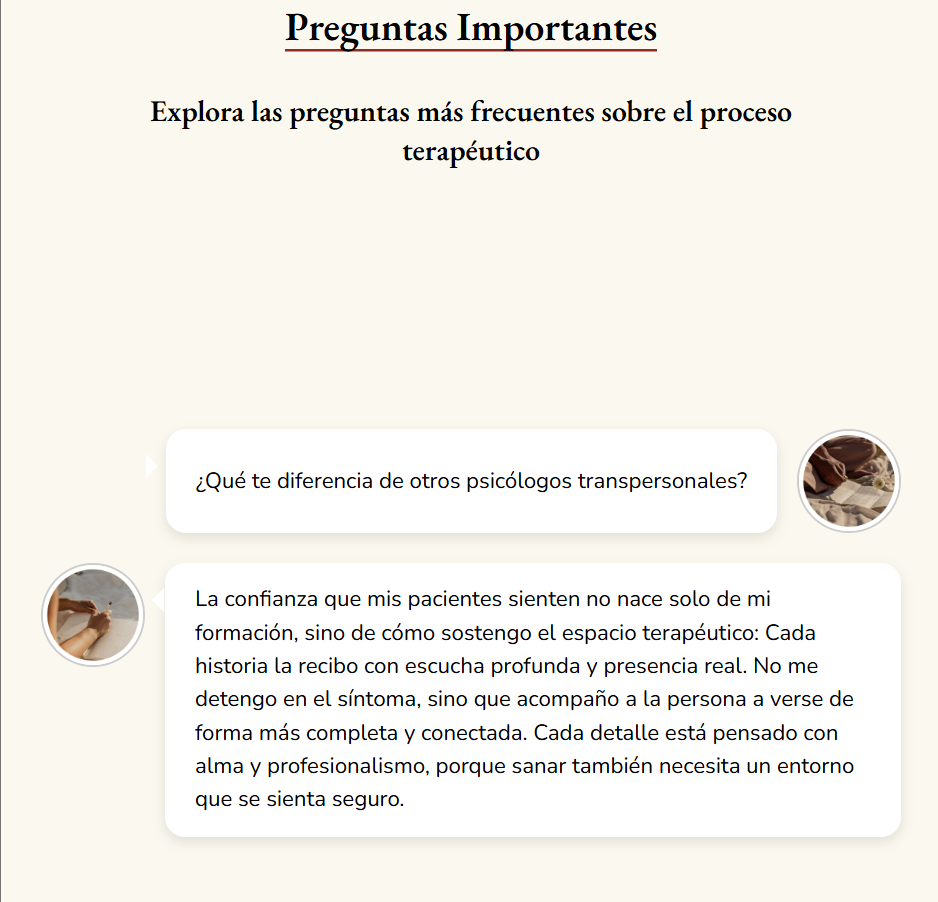 Preguntas Importantes
Explora las preguntas más frecuentes sobre el proceso
terapéutico
¿Qué te diferencia de otros psicólogos transpersonales?
La confianza que mis pacientes sienten no nace solo de mi
formación, sino de cómo sostengo el espacio terapéutico: Cada
historia la recibo con escucha profunda y presencia real. No me
detengo en el síntoma, sino que acompaño a la persona a verse de
forma más completa y conectada. Cada detalle está pensado con
alma y profesionalismo, porque sanar también necesita un entorno
que se sienta seguro.